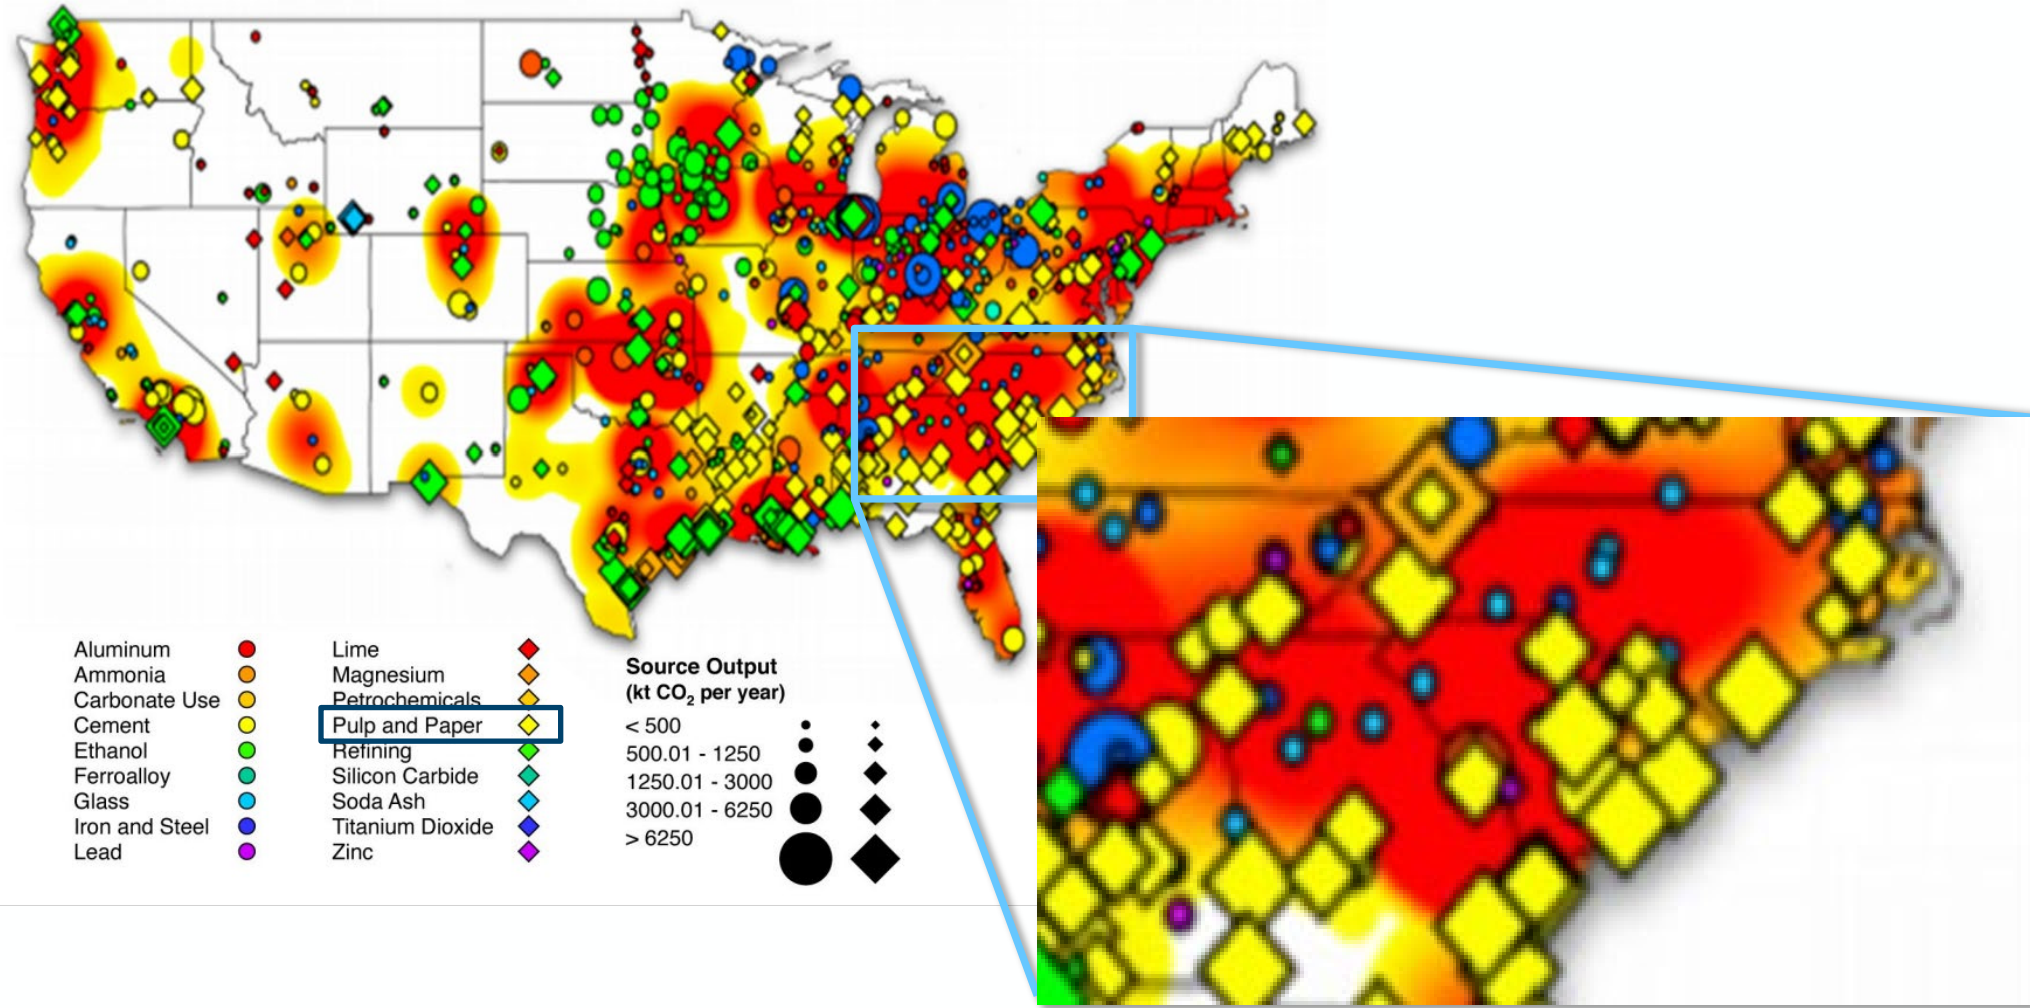 Aluminum
Ammonia
Carbonate Use
Cement
Ethanol
Ferroalloy
Glass
Iron and Steel
Lead
Lime
Magnesium
Petrochemicals
Pulp and Paper
Refining
Silicon Carbide
Soda Ash
Titanium Dioxide
Zinc
Source Output
(kt CO₂ per year)
< 500
500.01 - 1250
1250.01 - 3000
3000.01 - 6250
> 6250